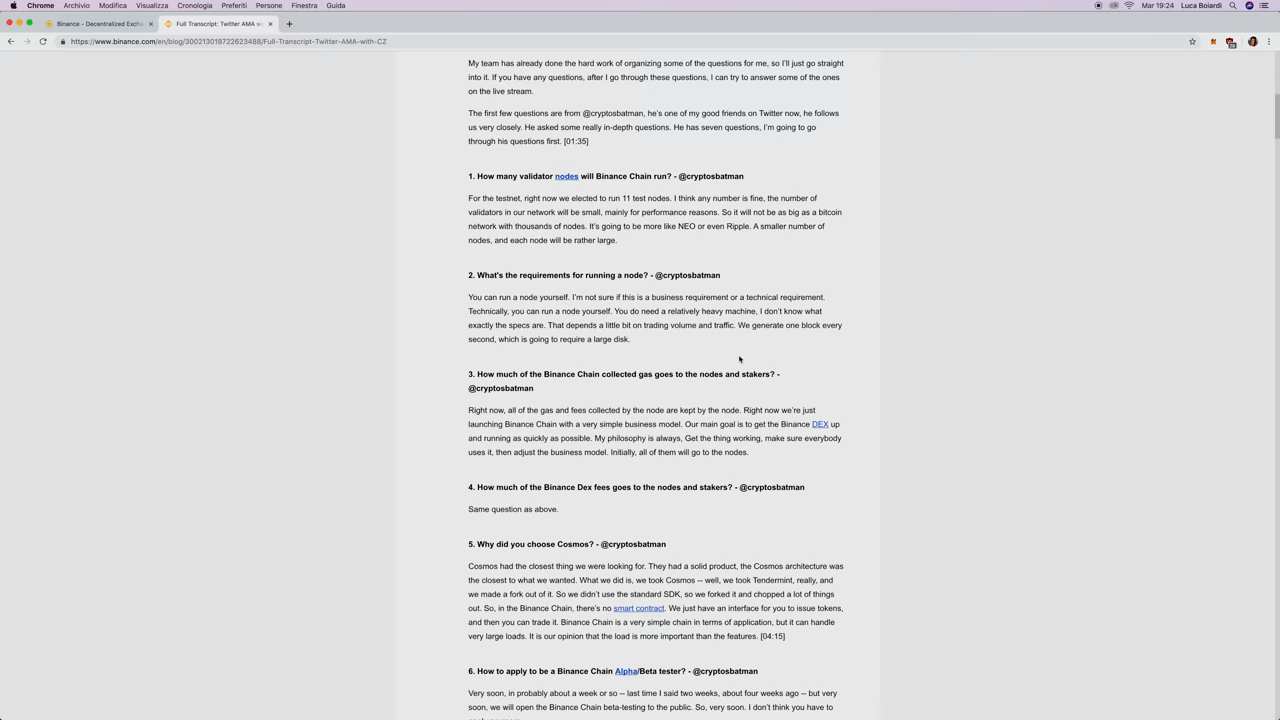 Chrome Archivio Modifica Visualizza Cronologia Preferiti Persone Finestra Guida Mar 19:24 Luca Boiardi
Binance - Decentralized Excha
Full Transcript: Twitter AMA wi
https://www.binance.com/en/blog/300213018722623488/Full-Transcript-Twitter-AMA-with-CZ
My team has already done the hard work of organizing some of the questions for me, so I'll just go straight
into it. If you have any questions, after I go through these questions, I can try to answer some of the ones
on the live stream.
The first few questions are from @cryptosbatman, he's one of my good friends on Twitter now, he follows
us very closely. He asked some really in-depth questions. He has seven questions, I'm going to go
through his questions first. [01:35]
1. How many validator nodes will Binance Chain run? - @cryptosbatman
For the testnet, right now we elected to run 11 test nodes. I think any number is fine, the number of
validators in our network will be small, mainly for performance reasons. So it will not be as big as a bitcoin
network with thousands of nodes. It's going to be more like NEO or even Ripple. A smaller number of
nodes, and each node will be rather large.
2. What's the requirements for running a node? - @cryptosbatman
You can run a node yourself. I'm not sure if this is a business requirement or a technical requirement.
Technically, you can run a node yourself. You do need a relatively heavy machine, I don't know what
exactly the specs are. That depends a little bit on trading volume and traffic. We generate one block every
second, which is going to require a large disk.
3. How much of the Binance Chain collected gas goes to the nodes and stakers? -
@cryptosbatman
Right now, all of the gas and fees collected by the node are kept by the node. Right now we're just
launching Binance Chain with a very simple business model. Our main goal is to get the Binance DEX up
and running as quickly as possible. My philosophy is always, Get the thing working, make sure everybody
uses it, then adjust the business model. Initially, all of them will go to the nodes.
4. How much of the Binance Dex fees goes to the nodes and stakers? - @cryptosbatman
Same question as above.
5. Why did you choose Cosmos? - @cryptosbatman
Cosmos had the closest thing we were looking for. They had a solid product, the Cosmos architecture was
the closest to what we wanted. What we did is, we took Cosmos -- well, we took Tendermint, really, and
we made a fork out of it. So we didn't use the standard SDK, so we forked it and chopped a lot of things
out. So, in the Binance Chain, there's no smart contract. We just have an interface for you to issue tokens,
and then you can trade it. Binance Chain is a very simple chain in terms of application, but it can handle
very large loads. It is our opinion that the load is more important than the features. [04:15]
6. How to apply to be a Binance Chain Alpha/Beta tester? - @cryptosbatman
Very soon, in probably about a week or so -- last time I said two weeks, about four weeks ago -- but very
soon, we will open the Binance Chain beta-testing to the public. So, very soon. I don't think you have to